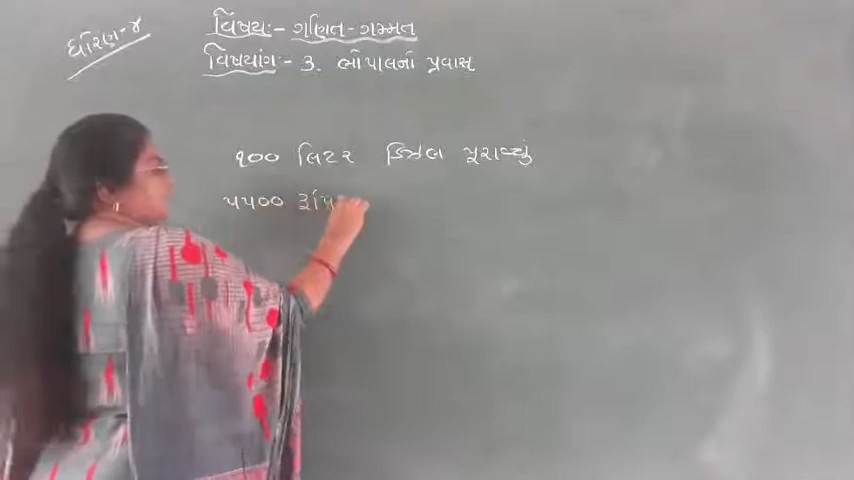 ધોરણ-૪
વિષય:- ગણિત-ગમ્મત
વિષયાંગ:- ૩. ભોપાલનો પ્રવાસ
૧૦૦ લિટર ડિઝલ પૂરાવ્યું
૫૫૦૦